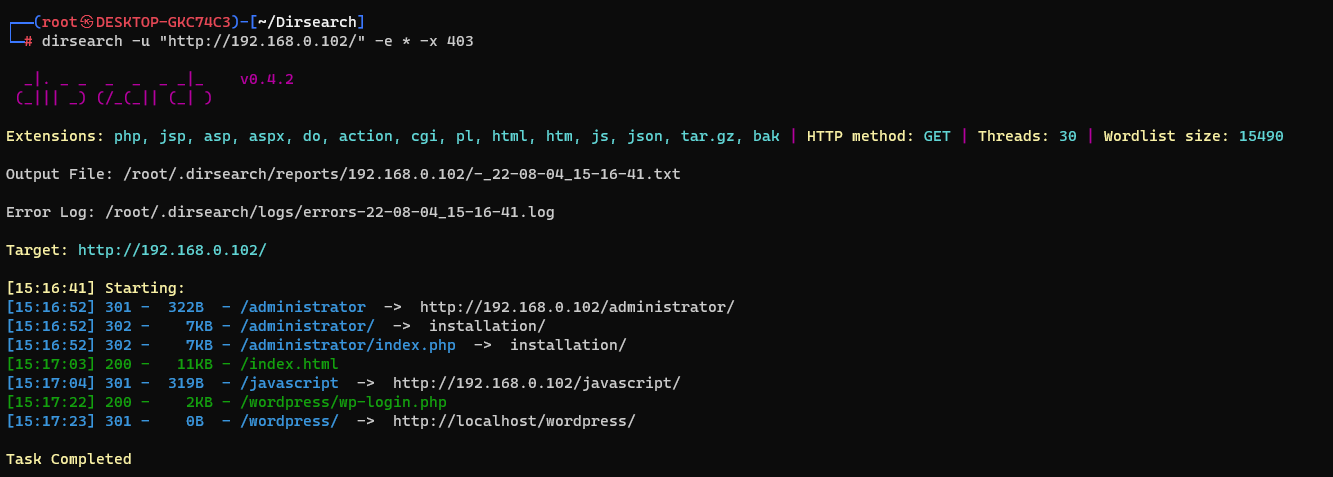 ┌──(root㉿DESKTOP-GKC74C3)-[~/Dirsearch]
└─# dirsearch -u "http://192.168.0.102/" -e * -x 403
  _|. _ _  _  _  _ _|_    v0.4.2
 (_||| _) (/_(_|| (_| )
Extensions: php, jsp, asp, aspx, do, action, cgi, pl, html, htm, js, json, tar.gz, bak | HTTP method: GET | Threads: 30 | Wordlist size: 15490
Output File: /root/.dirsearch/reports/192.168.0.102/-_22-08-04_15-16-41.txt
Error Log: /root/.dirsearch/logs/errors-22-08-04_15-16-41.log
Target: http://192.168.0.102/
[15:16:41] Starting:
[15:16:52] 301 -  322B  - /administrator  ->  http://192.168.0.102/administrator/
[15:16:52] 302 -    7KB - /administrator/  ->  installation/
[15:16:52] 302 -    7KB - /administrator/index.php  ->  installation/
[15:17:03] 200 -   11KB - /index.html
[15:17:04] 301 -  319B  - /javascript  ->  http://192.168.0.102/javascript/
[15:17:22] 200 -    2KB - /wordpress/wp-login.php
[15:17:23] 301 -    0B  - /wordpress/  ->  http://localhost/wordpress/
Task Completed